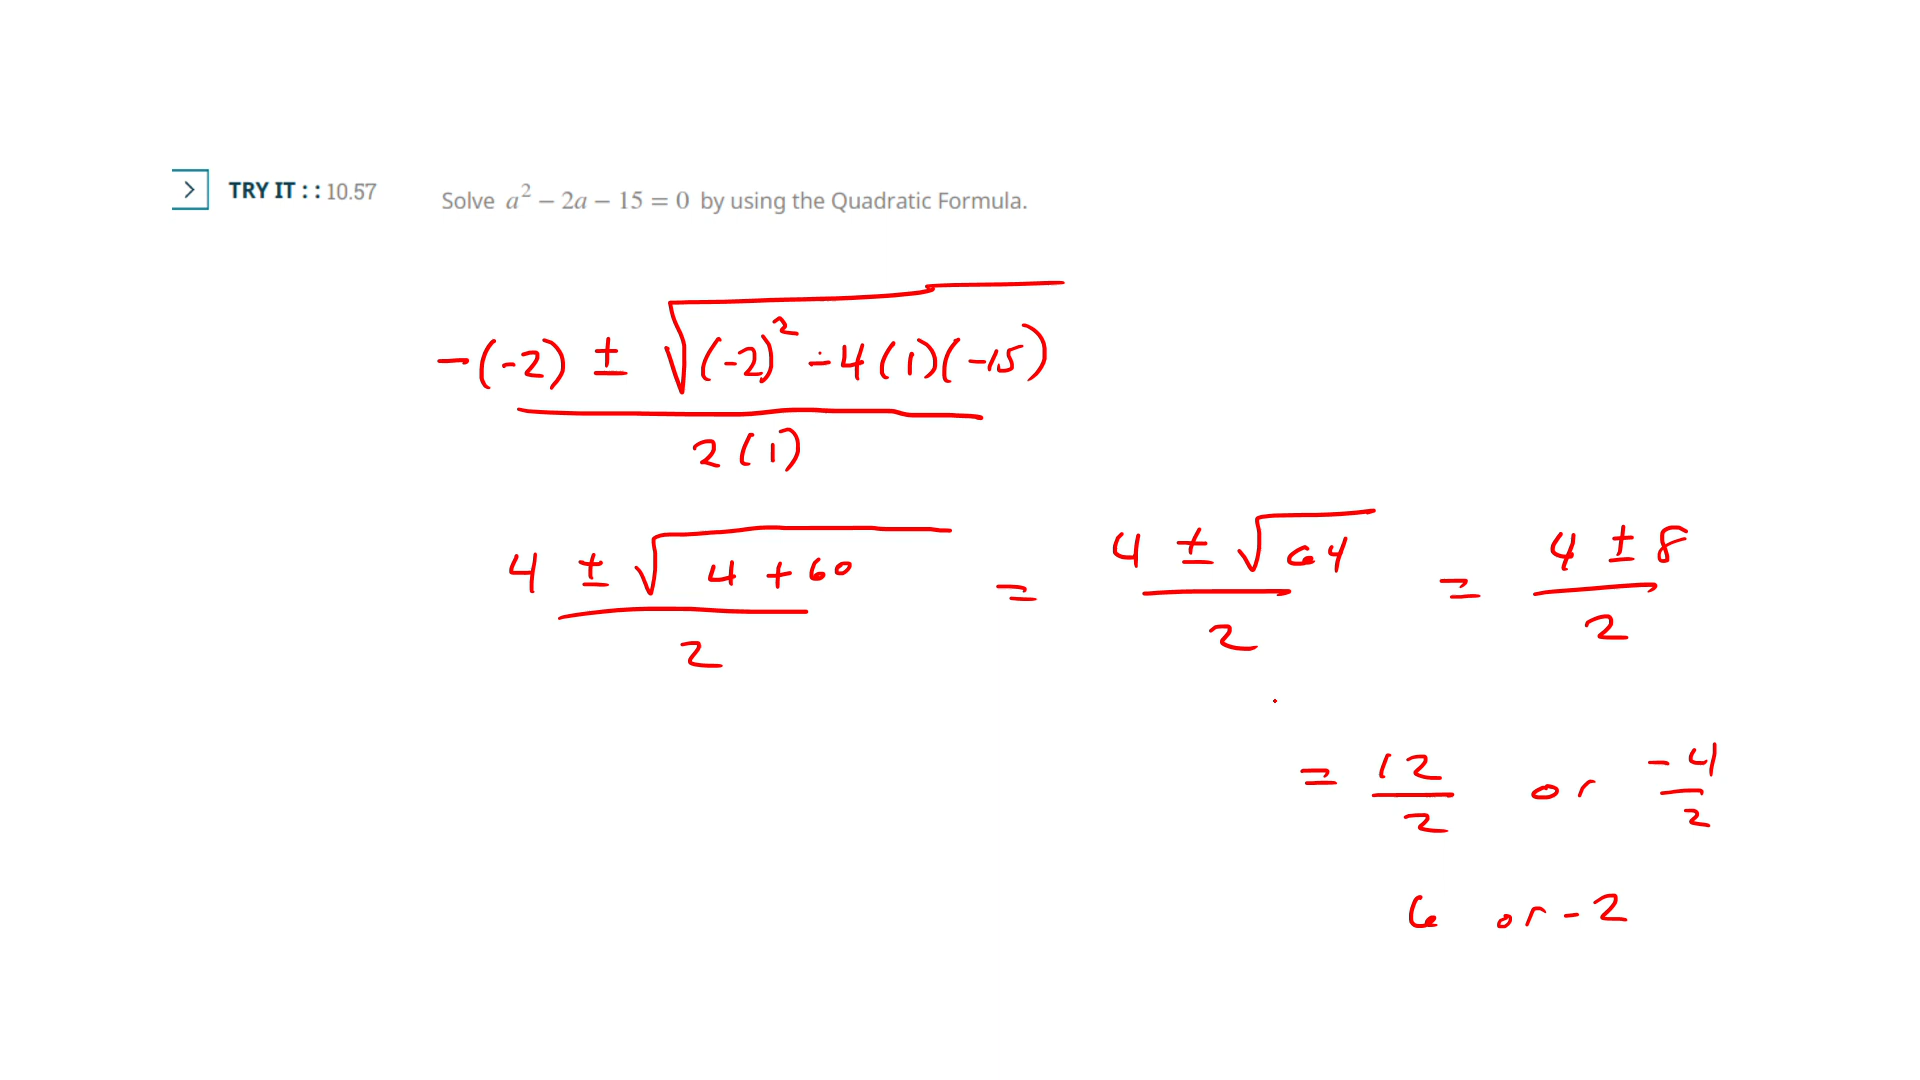 > TRY IT : : 10.57 Solve a² − 2a − 15 = 0 by using the Quadratic Formula.
-(-2) ± √((-2)² - 4(1)(-15))
2(1)
4 ± √(4 + 60) / 2 = 4 ± √64 / 2 = 4 ± 8 / 2
= 12/2 or -4/2
6 or -2